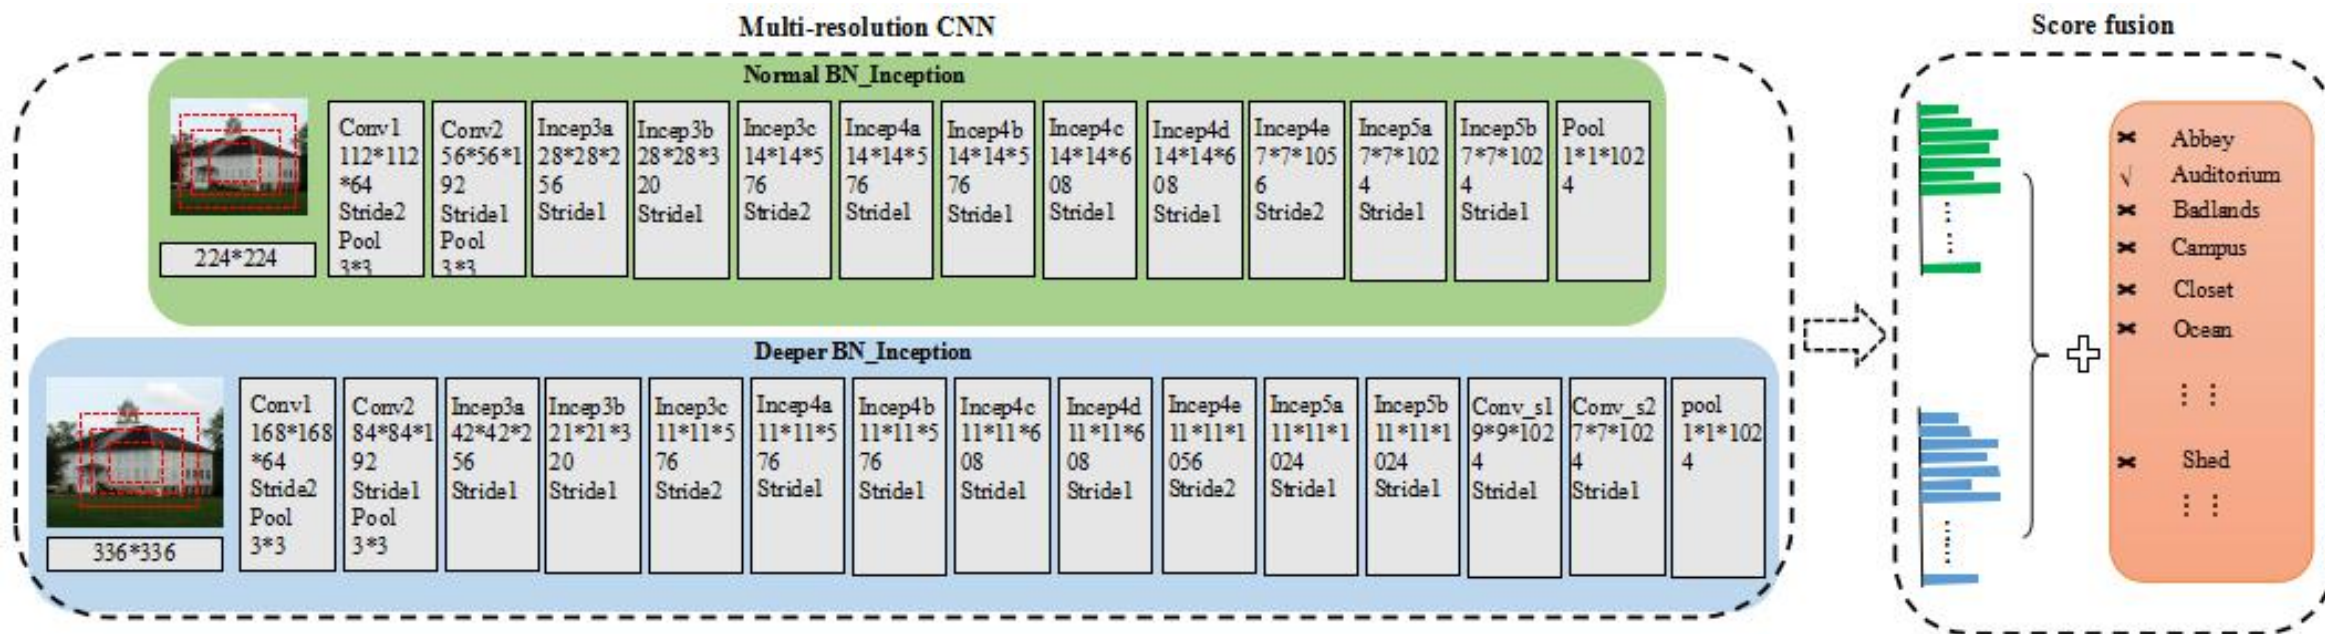 Multi-resolution CNN
Normal BN_Inception
224*224
Conv1
112*112
*64
Stride2
Pool
3*3
Conv2
56*56*1
92
Stride1
Pool
3*3
Incep3a
28*28*2
56
Stride1
Incep3b
28*28*3
20
Stride1
Incep3c
14*14*5
76
Stride2
Incep4a
14*14*5
76
Stride1
Incep4b
14*14*5
76
Stride1
Incep4c
14*14*6
08
Stride1
Incep4d
14*14*6
08
Stride1
Incep4e
7*7*105
6
Stride2
Incep5a
7*7*102
4
Stride1
Incep5b
7*7*102
4
Stride1
Pool
1*1*102
4
Deeper BN_Inception
336*336
Conv1
168*168
*64
Stride2
Pool
3*3
Conv2
84*84*1
92
Stride1
Pool
3*3
Incep3a
42*42*2
56
Stride1
Incep3b
21*21*3
20
Stride1
Incep3c
11*11*5
76
Stride2
Incep4a
11*11*5
76
Stride1
Incep4b
11*11*5
76
Stride1
Incep4c
11*11*6
08
Stride1
Incep4d
11*11*6
08
Stride1
Incep4e
11*11*1
056
Stride2
Incep5a
11*11*1
024
Stride1
Incep5b
11*11*1
024
Stride1
Conv_s1
9*9*102
4
Stride1
Conv_s2
7*7*102
4
Stride1
pool
1*1*102
4
Score fusion
Abbey
√ Auditorium
Badlands
Campus
Closet
Ocean
Shed